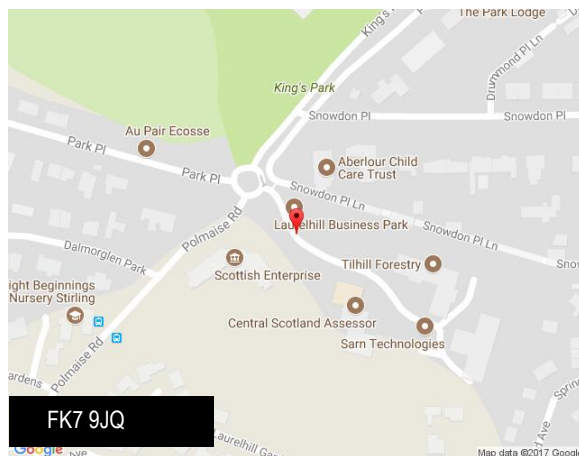 The Park Lodge
King's
King's Park
Drummond Pl Ln
Snowdon Pl
Snowdon Pl
Au Pair Ecosse
Park Pl
Park Pl
Aberlour Child
Care Trust
Snowdon Pl Ln
Laurelhill Business Park
Snowdon Pl Ln
Polmaise Rd
Dalmorglen Park
Tilhill Forestry
Snow
Scottish Enterprise
ight Beginnings
Nursery Stirling
Central Scotland Assessor
Sarn Technologies
Polmaise Rd
ardens
FK7 9JQ
Laurelhill Gar
Google
Map data ©2017 Google